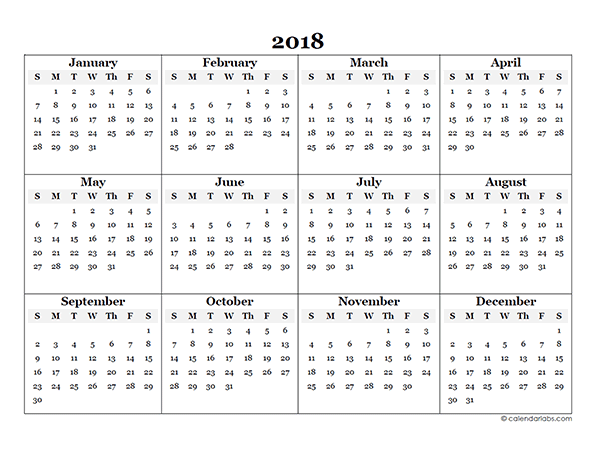 2018
January
S M T W Th F S
1 2 3 4 5 6
7 8 9 10 11 12 13
14 15 16 17 18 19 20
21 22 23 24 25 26 27
28 29 30 31
February
S M T W Th F S
1 2 3
4 5 6 7 8 9 10
11 12 13 14 15 16 17
18 19 20 21 22 23 24
25 26 27 28
March
S M T W Th F S
1 2 3
4 5 6 7 8 9 10
11 12 13 14 15 16 17
18 19 20 21 22 23 24
25 26 27 28 29 30 31
April
S M T W Th F S
1 2 3 4 5 6 7
8 9 10 11 12 13 14
15 16 17 18 19 20 21
22 23 24 25 26 27 28
29 30
May
S M T W Th F S
1 2 3 4 5
6 7 8 9 10 11 12
13 14 15 16 17 18 19
20 21 22 23 24 25 26
27 28 29 30 31
June
S M T W Th F S
1 2
3 4 5 6 7 8 9
10 11 12 13 14 15 16
17 18 19 20 21 22 23
24 25 26 27 28 29 30
July
S M T W Th F S
1 2 3 4 5 6 7
8 9 10 11 12 13 14
15 16 17 18 19 20 21
22 23 24 25 26 27 28
29 30 31
August
S M T W Th F S
1 2 3 4
5 6 7 8 9 10 11
12 13 14 15 16 17 18
19 20 21 22 23 24 25
26 27 28 29 30 31
September
S M T W Th F S
1
2 3 4 5 6 7 8
9 10 11 12 13 14 15
16 17 18 19 20 21 22
23 24 25 26 27 28 29
30
October
S M T W Th F S
1 2 3 4 5 6
7 8 9 10 11 12 13
14 15 16 17 18 19 20
21 22 23 24 25 26 27
28 29 30 31
November
S M T W Th F S
1 2 3
4 5 6 7 8 9 10
11 12 13 14 15 16 17
18 19 20 21 22 23 24
25 26 27 28 29 30
December
S M T W Th F S
1
2 3 4 5 6 7 8
9 10 11 12 13 14 15
16 17 18 19 20 21 22
23 24 25 26 27 28 29
30 31
© calendarlabs.com